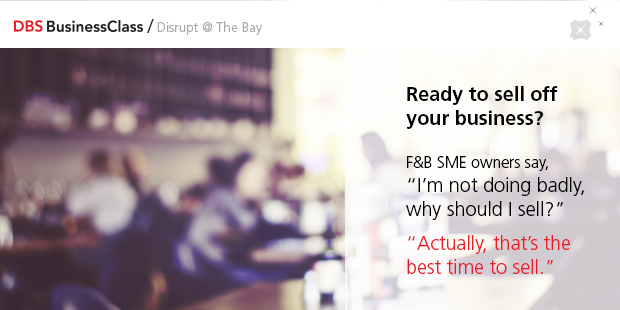 DBS BusinessClass / Disrupt @ The Bay
Ready to sell off
your business?
F&B SME owners say,
“I’m not doing badly,
why should I sell?”
“Actually, that’s the
best time to sell.”